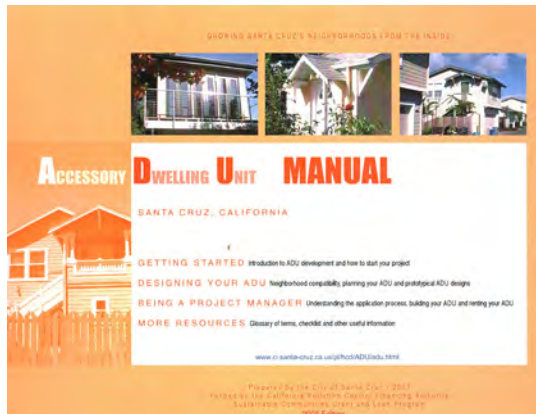 GROWING SANTA CRUZ'S NEIGHBORHOODS FROM THE INSIDE
ACCESSORY DWELLING UNIT MANUAL
SANTA CRUZ, CALIFORNIA
GETTING STARTED Introduction to ADU development and how to start your project
DESIGNING YOUR ADU Neighborhood compatibility, planning your ADU and prototypical ADU designs
BEING A PROJECT MANAGER Understanding the application process, building your ADU and renting your ADU
MORE RESOURCES Glossary of terms, checklist and other useful information
www.ci.santa-cruz.ca.us/pl/hcd/ADU/adu.html
Prepared by the City of Santa Cruz
Funded by the California Pollution Control Financing Authority
Sustainable Communities Grant and Loan Program
Edition